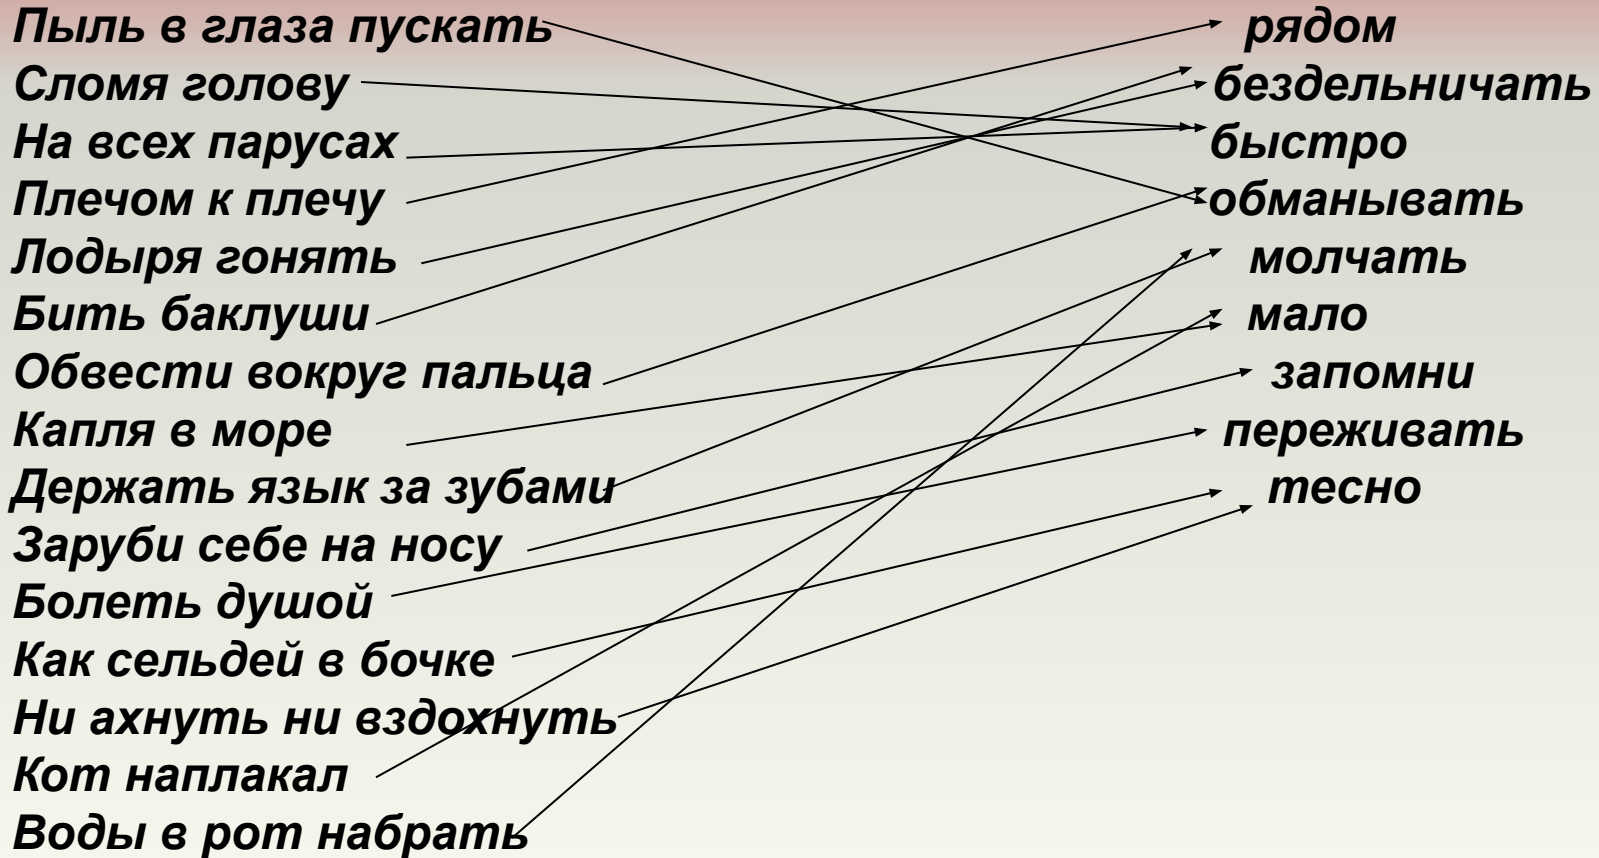 Пыль в глаза пускать
Сломя голову
На всех парусах
Плечом к плечу
Лодыря гонять
Бить баклуши
Обвести вокруг пальца
Капля в море
Держать язык за зубами
Заруби себе на носу
Болеть душой
Как сельдей в бочке
Ни ахнуть ни вздохнуть
Кот наплакал
Воды в рот набрать
рядом
бездельничать
быстро
обманывать
молчать
мало
запомни
переживать
тесно